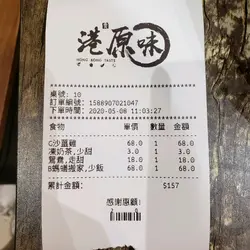 港原味
HONG KONG TASTE
桌號: 10
訂單編號: 1588907021047
下單時間: 2020-05-08 11:03:27
食物 單價 數量 金額
G沙薑雞 68.0 1 68.0
凍奶茶,少甜 3.0 1 3.0
鴛鴦,走甜 18.0 1 18.0
B螞蟻搬家,少飯 68.0 1 68.0
累計金額: $157
感謝惠顧!